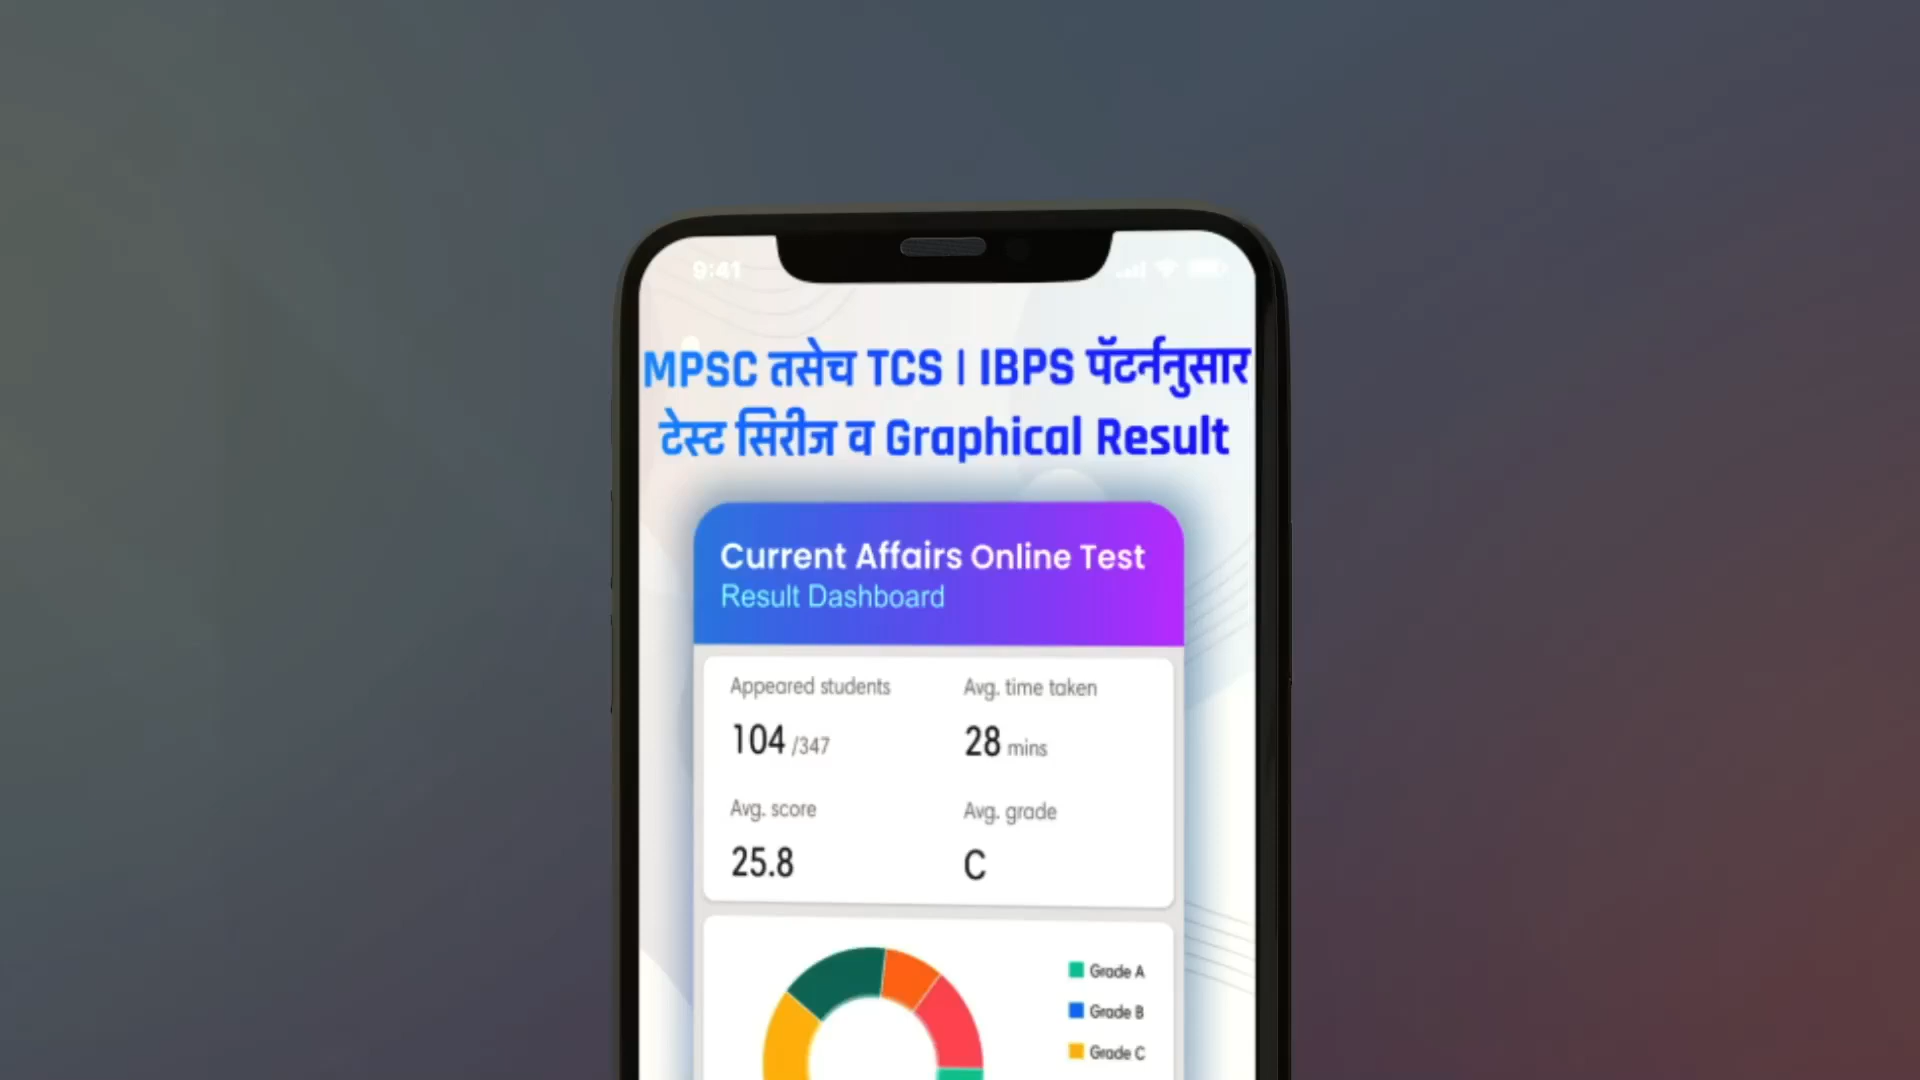 9:41
MPSC तसेच TCS । IBPS पॅटर्ननुसार
टेस्ट सिरीज व Graphical Result
Current Affairs Online Test
Result Dashboard
Appeared students
Avg. time taken
104 /347
28 mins
Avg. score
Avg. grade
25.8
C
Grade A
Grade B
Grade C